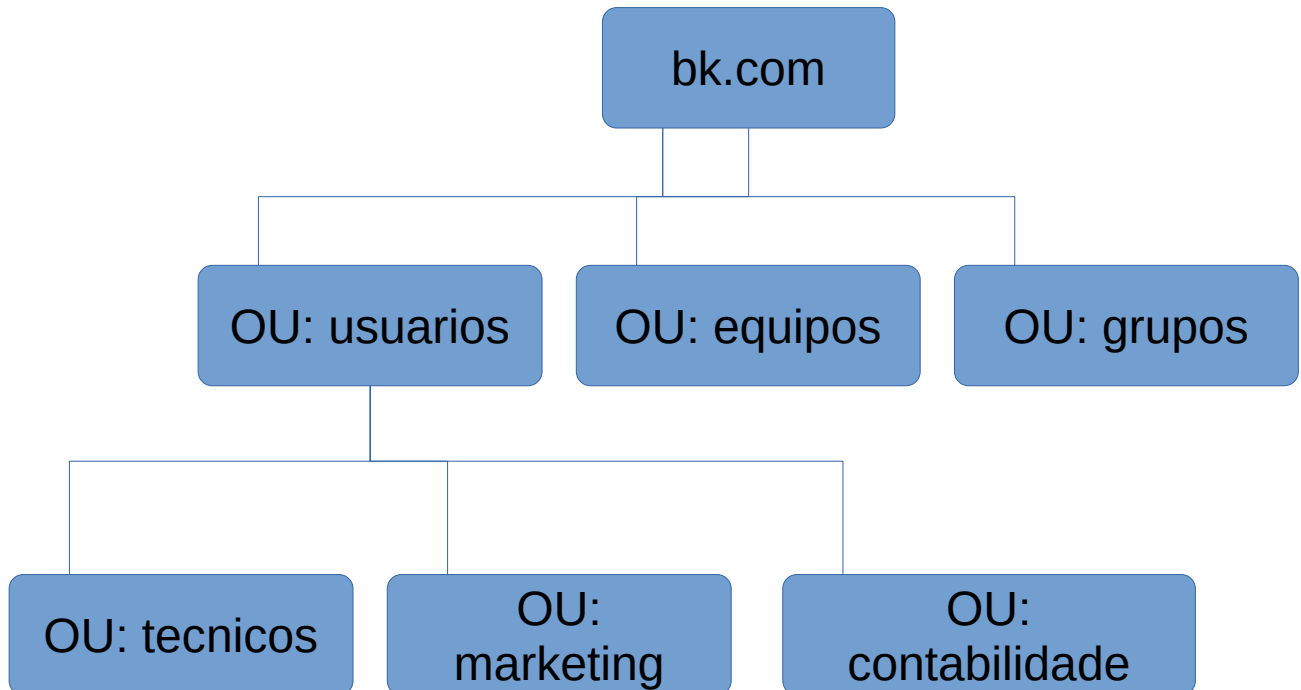 bk.com
OU: usuarios
OU: equipos
OU: grupos
OU: tecnicos
OU:
marketing
OU:
contabilidade